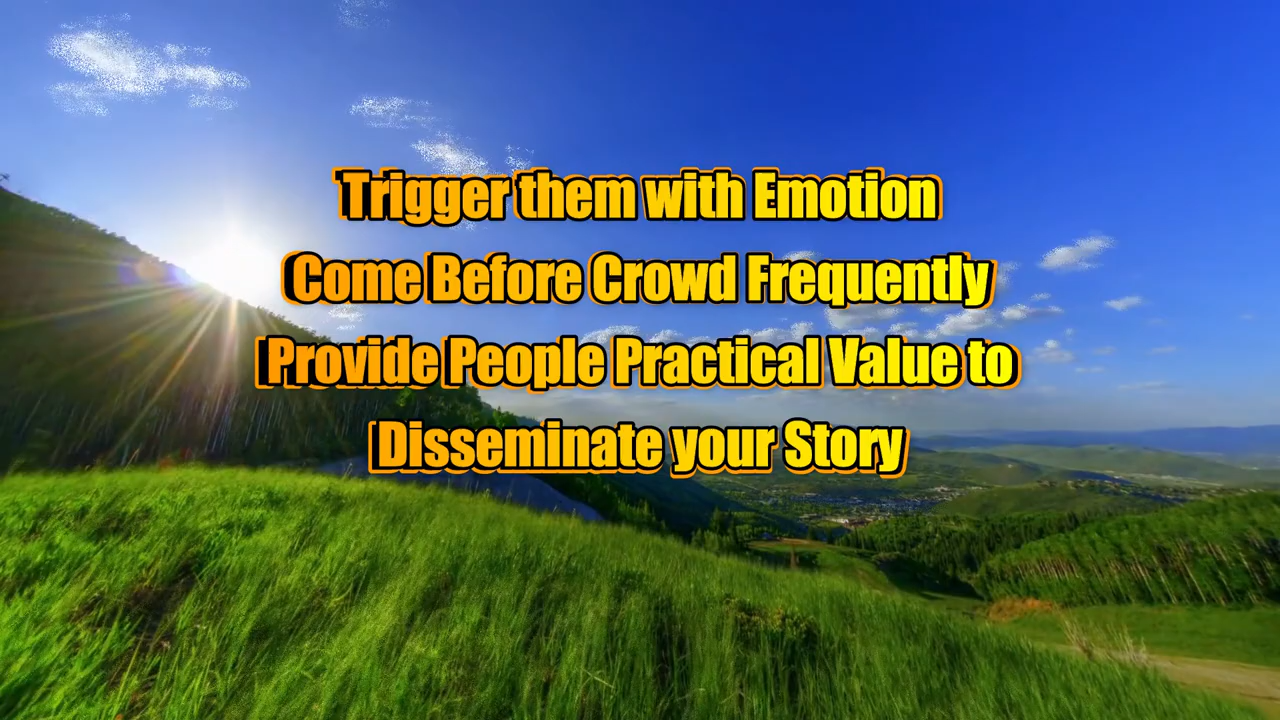 Trigger them with Emotion
Come Before Crowd Frequently
Provide People Practical Value to
Disseminate your Story